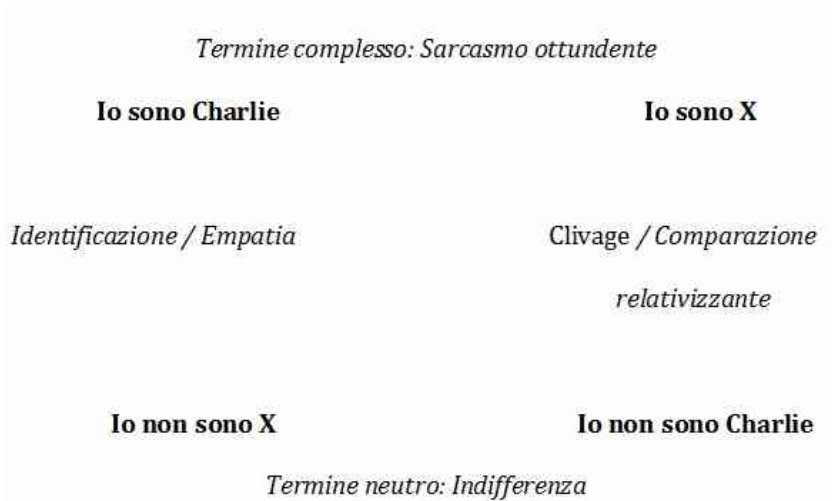 Termine complesso: Sarcasmo ottundente
Io sono Charlie Io sono X
Identificazione / Empatia Clivage / Comparazione
relativizzante
Io non sono X Io non sono Charlie
Termine neutro: Indifferenza